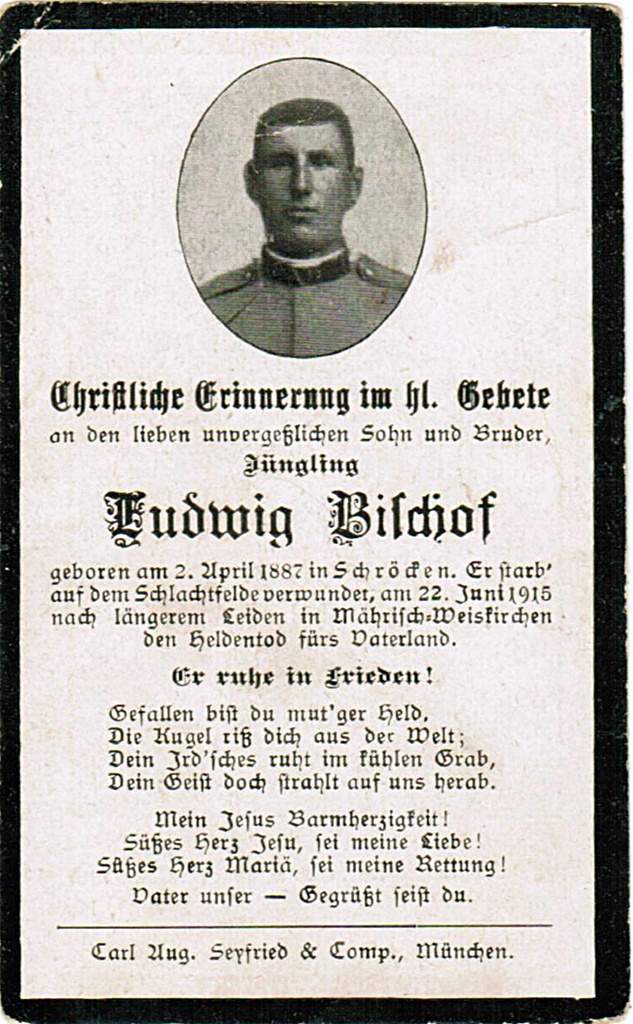 Christliche Erinnerung im hl. Gebete
an den lieben unvergeßlichen Sohn und Bruder,
Jüngling
Ludwig Bischof
geboren am 2. April 1887 in Schröcken. Er starb'
auf dem Schlachtfelde verwundet, am 22. Juni 1915
nach längerem Leiden in Mährisch-Weiskirchen
den Heldentod fürs Vaterland.
Er ruhe in Frieden!
Gefallen bist du mut'ger Held,
Die Kugel riß dich aus der Welt;
Dein Ird'sches ruht im kühlen Grab,
Dein Geist doch strahlt auf uns herab.
Mein Jesus Barmherzigkeit!
Süßes Herz Jesu, sei meine Liebe!
Süßes Herz Mariä, sei meine Rettung!
Vater unser — Gegrüßt seist du.
Carl Aug. Seyfried & Comp., München.